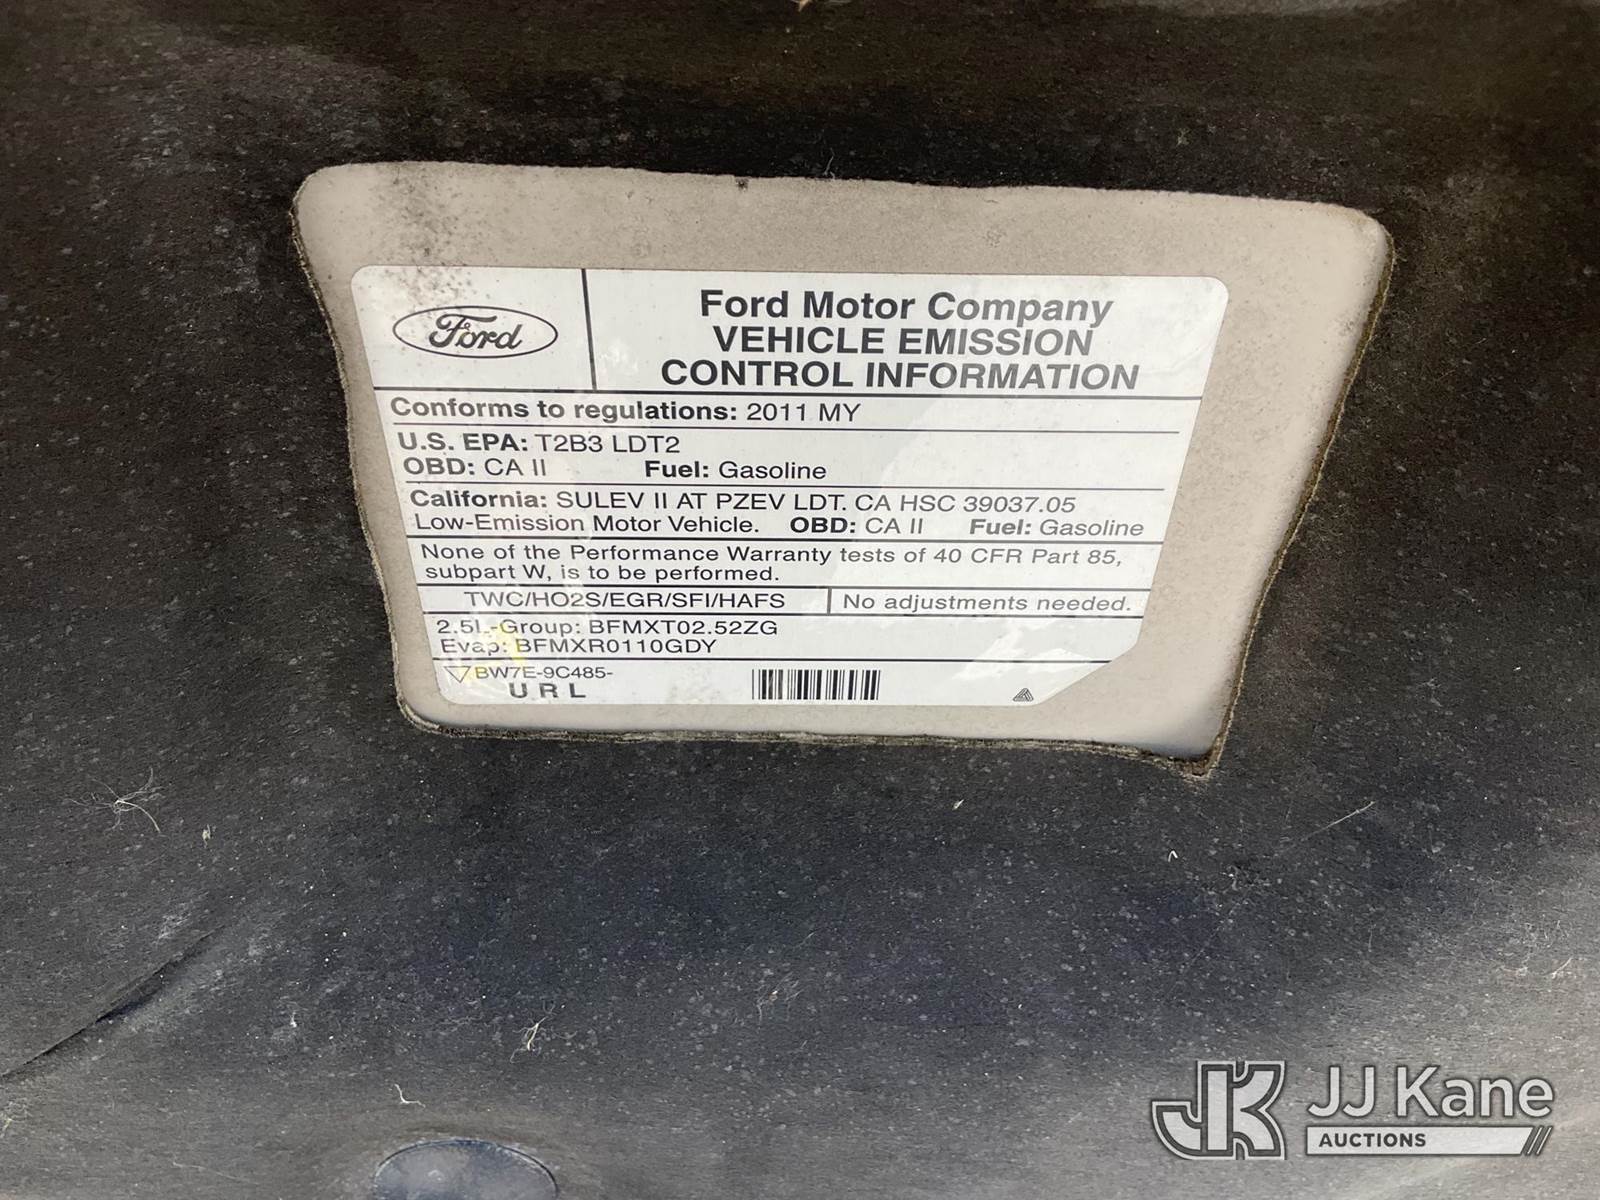 Ford
Ford Motor Company
VEHICLE EMISSION
CONTROL INFORMATION
Conforms to regulations: 2011 MY
U.S. EPA: T2B3 LDT2
OBD: CA II Fuel: Gasoline
California: SULEV II AT PZEV LDT. CA HSC 39037.05
Low-Emission Motor Vehicle. OBD: CA II Fuel: Gasoline
None of the Performance Warranty tests of 40 CFR Part 85,
subpart W, is to be performed.
TWC/HO2S/EGR/SFI/HAFS No adjustments needed.
2.5L-Group: BFMXT02.52ZG
Evap: BFMXR0110GDY
BW7E-9C485-
U R L
JK JJ Kane
AUCTIONS